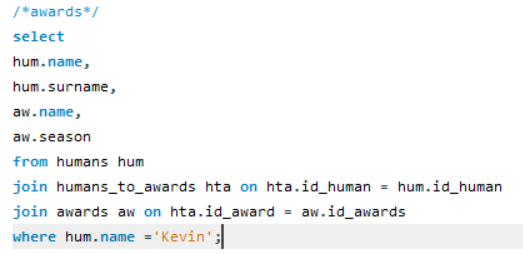 /*awards*/
select
hum.name,
hum.surname,
aw.name,
aw.season
from humans hum
join humans_to_awards hta on hta.id_human = hum.id_human
join awards aw on hta.id_award = aw.id_awards
where hum.name ='Kevin';